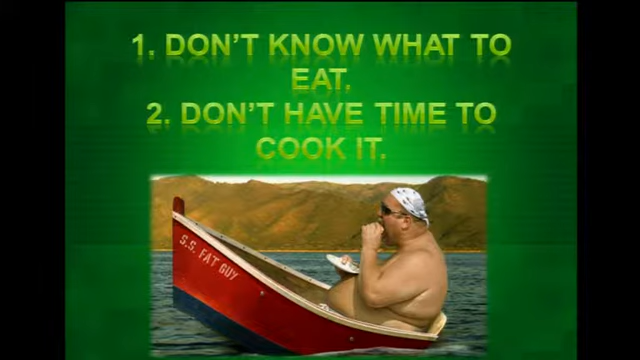 1. DON'T KNOW WHAT TO
EAT.
2. DON'T HAVE TIME TO
COOK IT.
S.S. FAT GUY